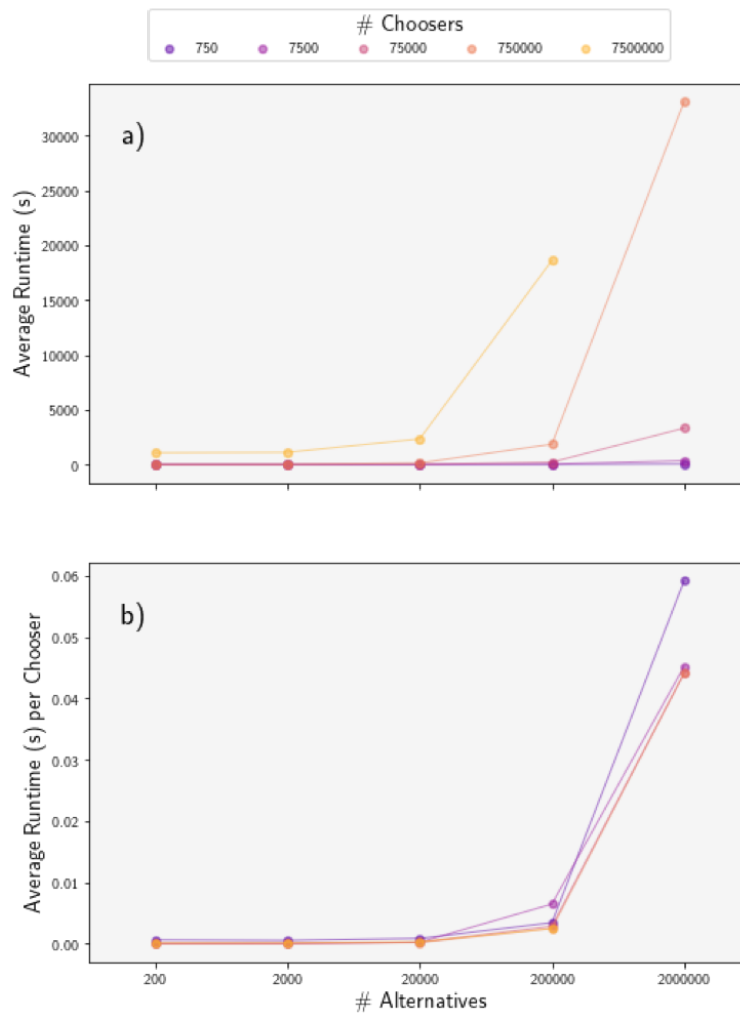 # Choosers
750 7500 75000 750000 7500000
a)
30000
25000
20000
15000
10000
5000
0
Average Runtime (s)
b)
0.06
0.05
0.04
0.03
0.02
0.01
0.00
Average Runtime (s) per Chooser
200 2000 20000 200000 2000000
# Alternatives